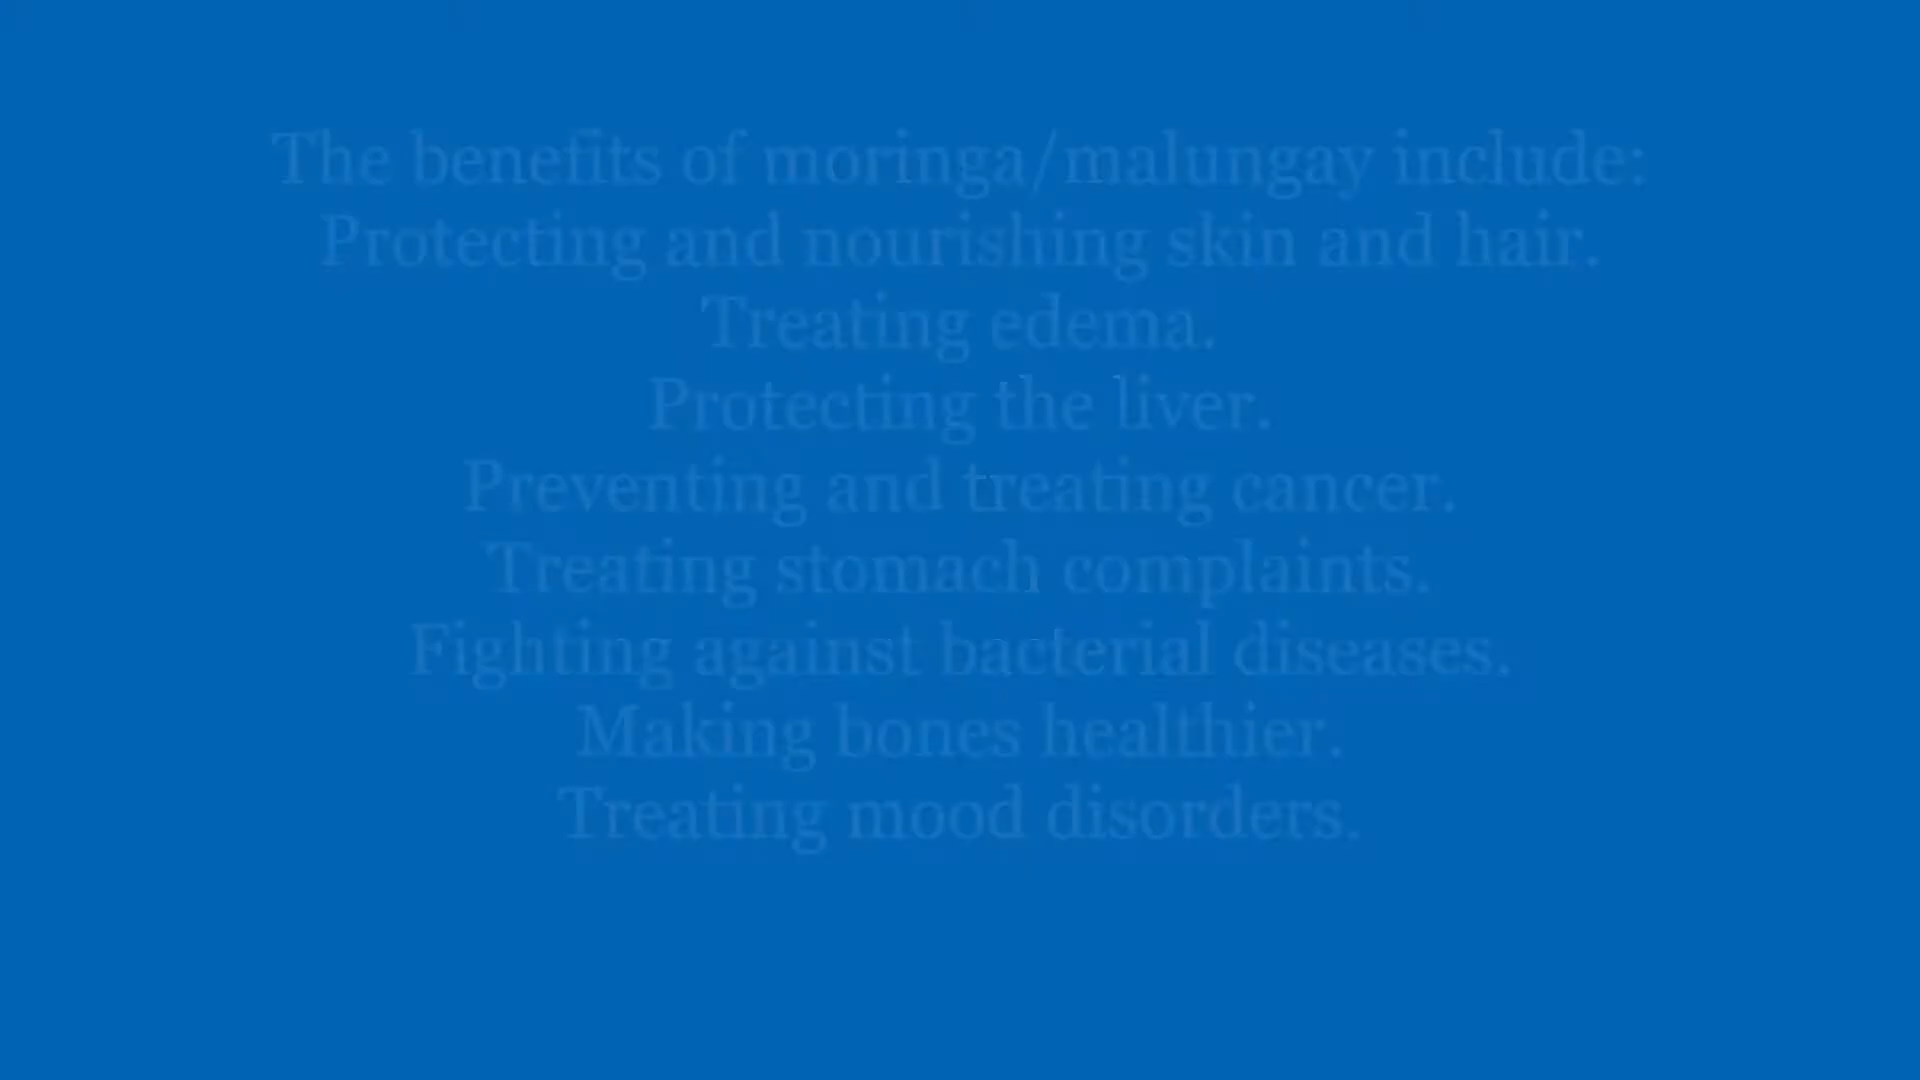 The benefits of moringa/malungay include:
Protecting and nourishing skin and hair.
Treating edema.
Protecting the liver.
Preventing and treating cancer.
Treating stomach complaints.
Fighting against bacterial diseases.
Making bones healthier.
Treating mood disorders.